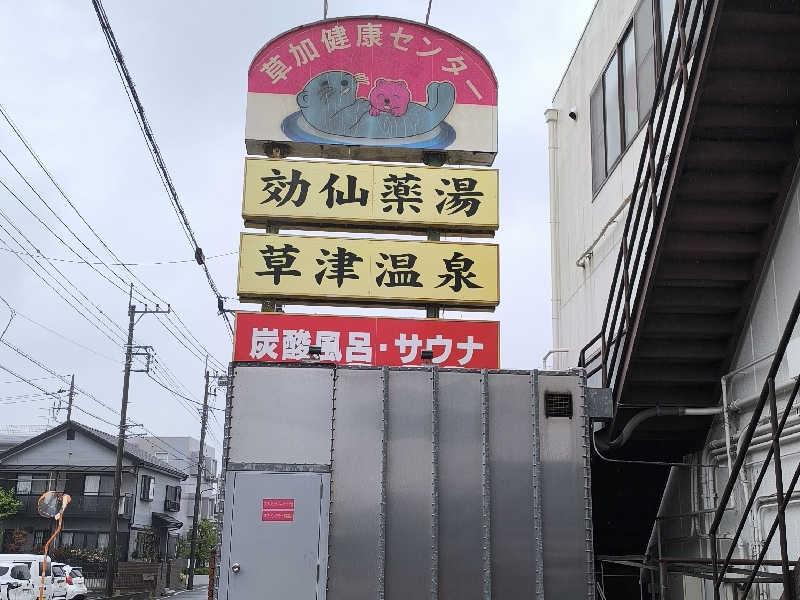 草加健康センター
効仙薬湯
草津温泉
炭酸風呂・サウナ